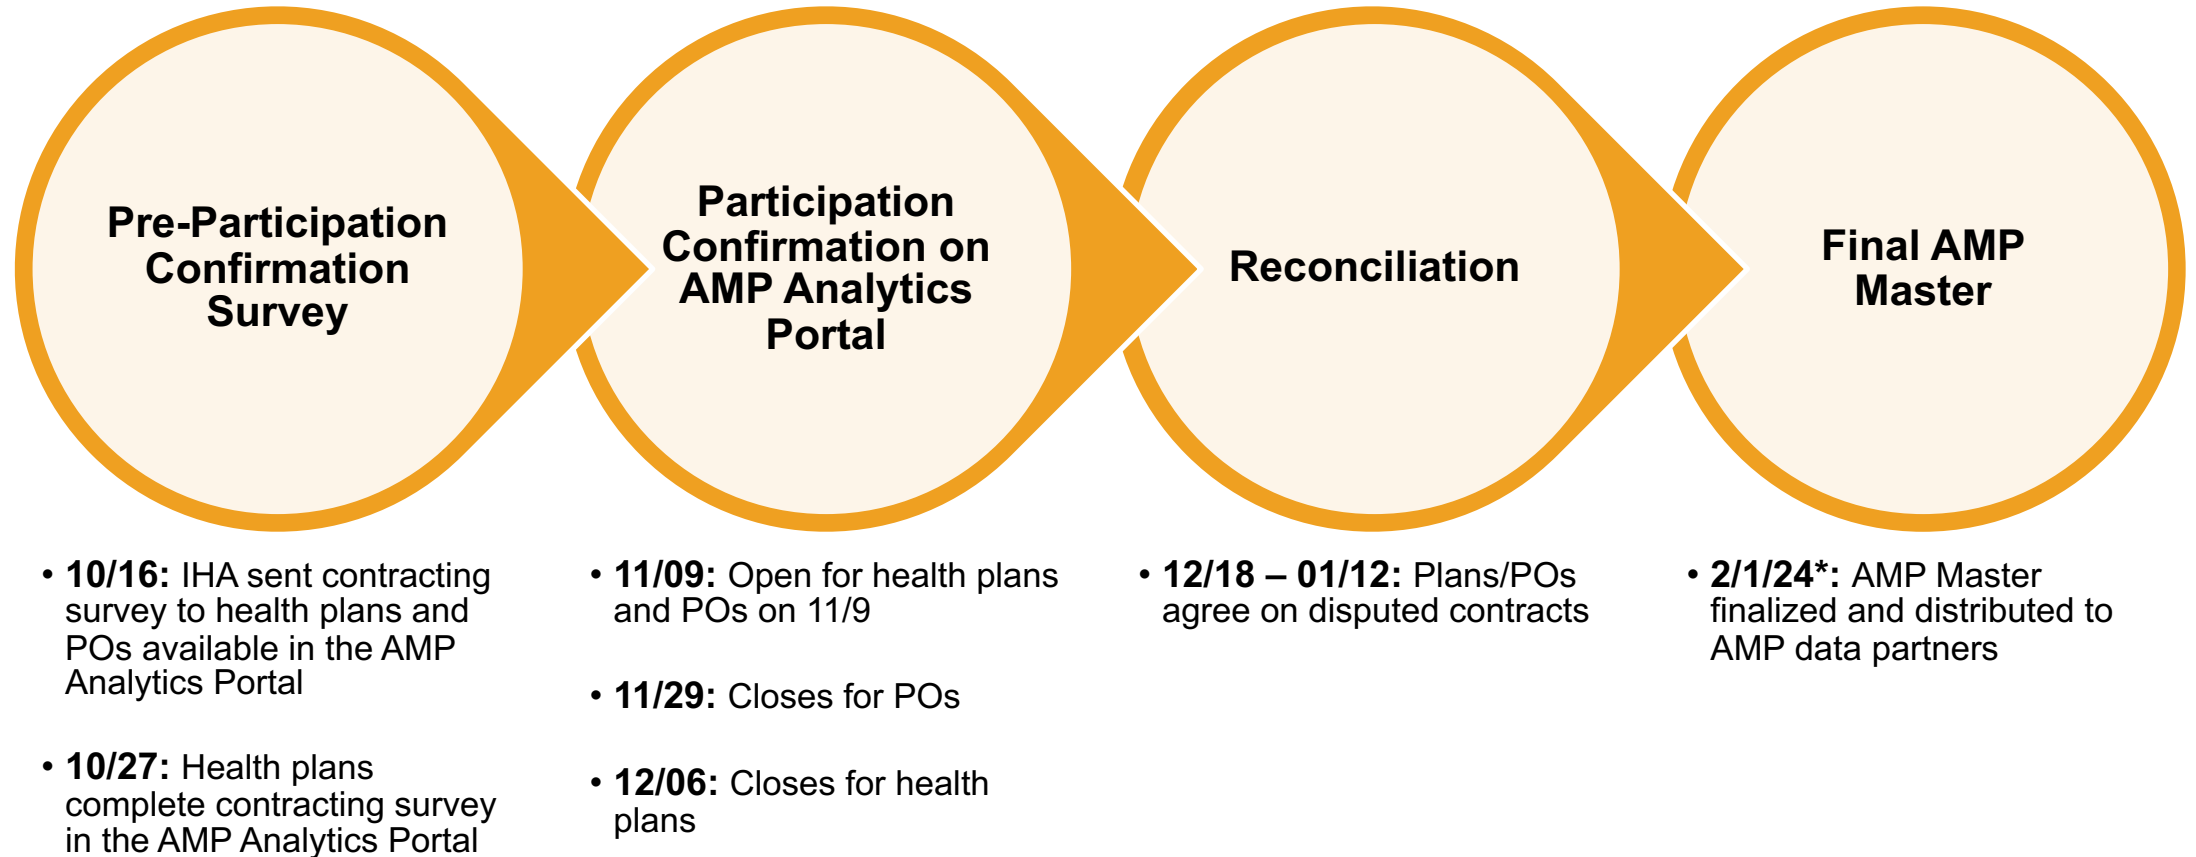 Pre-Participation
Confirmation
Survey
Participation
Confirmation on
AMP Analytics
Portal
Reconciliation
Final AMP
Master
• 10/16: IHA sent contracting
survey to health plans and
POs available in the AMP
Analytics Portal
• 10/27: Health plans
complete contracting survey
in the AMP Analytics Portal
• 11/09: Open for health plans
and POs on 11/9
• 11/29: Closes for POs
• 12/06: Closes for health
plans
• 12/18 – 01/12: Plans/POs
agree on disputed contracts
• 2/1/24*: AMP Master
finalized and distributed to
AMP data partners